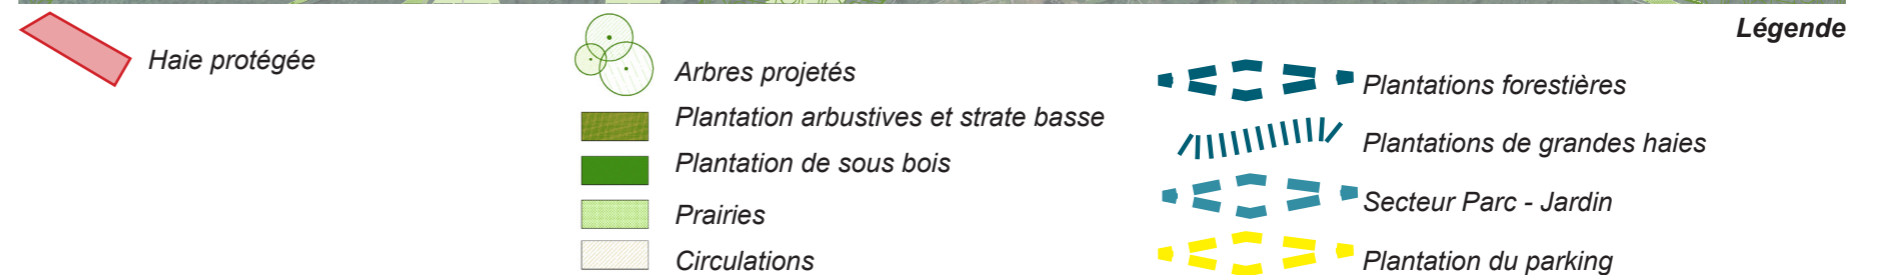 Légende
Haie protégée
Arbres projetés
Plantation arbustives et strate basse
Plantation de sous bois
Prairies
Circulations
Plantations forestières
Plantations de grandes haies
Secteur Parc - Jardin
Plantation du parking